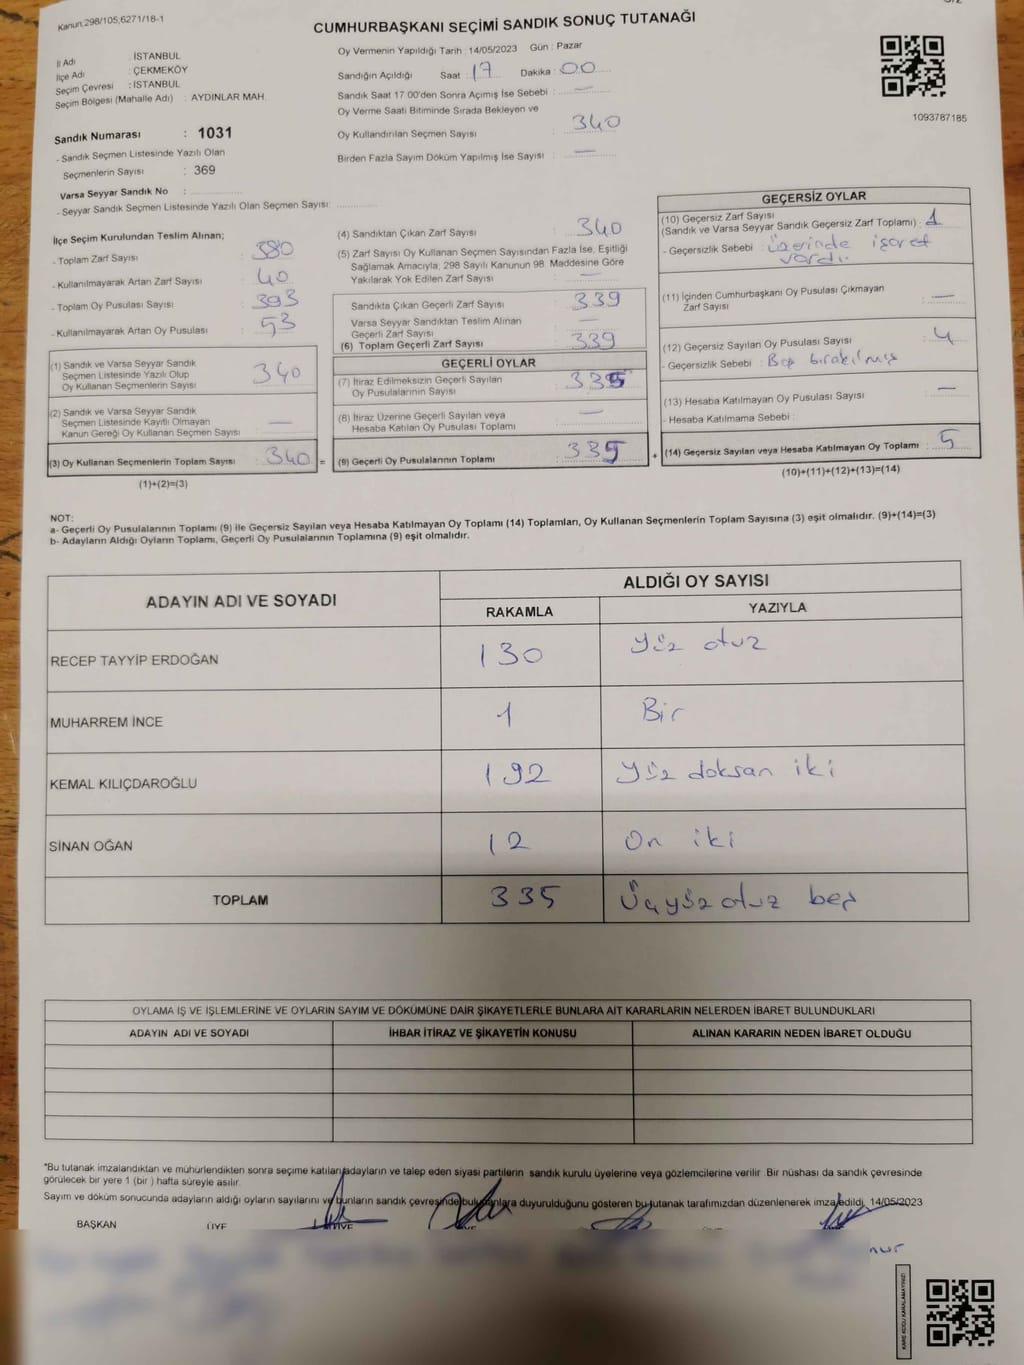 Kanun.298/105,6271/18-1
CUMHURBAŞKANI SEÇİMİ SANDIK SONUÇ TUTANAĞI
İl Adı : İSTANBUL
İlçe Adı : ÇEKMEKÖY
Seçim Çevresi : İSTANBUL
Seçim Bölgesi (Mahalle Adı) : AYDINLAR MAH.
Sandık Numarası : 1031
- Sandık Seçmen Listesinde Yazılı Olan
Seçmenlerin Sayısı : 369
Varsa Seyyar Sandık No :
- Seyyar Sandık Seçmen Listesinde Yazılı Olan Seçmen Sayısı:
Oy Vermenin Yapıldığı Tarih : 14/05/2023 Gün : Pazar
Sandığın Açıldığı Saat : 17 Dakika : 00
Sandık Saat 17.00'den Sonra Açımış İse Sebebi : —
Oy Verme Saati Bitiminde Sırada Bekleyen ve
Oy Kullandırılan Seçmen Sayısı : 340
Birden Fazla Sayım Döküm Yapılmış İse Sayısı : —
1093787185
İlçe Seçim Kurulundan Teslim Alınan;
- Toplam Zarf Sayısı : 380
- Kullanılmayarak Artan Zarf Sayısı : 40
- Toplam Oy Pusulası Sayısı : 393
- Kullanılmayarak Artan Oy Pusulası : 53
(1) Sandık ve Varsa Seyyar Sandık
Seçmen Listesinde Yazılı Olup
Oy Kullanan Seçmenlerin Sayısı : 340
(2) Sandık ve Varsa Seyyar Sandık
Seçmen Listesinde Kayıtlı Olmayan
Kanun Gereği Oy Kullanan Seçmen Sayısı : —
(3) Oy Kullanan Seçmenlerin Toplam Sayısı : 340 =
(1)+(2)=(3)
(4) Sandıktan Çıkan Zarf Sayısı : 340
(5) Zarf Sayısı Oy Kullanan Seçmen Sayısından Fazla İse, Eşitliği
Sağlamak Amacıyla, 298 Sayılı Kanunun 98. Maddesine Göre
Yakılarak Yok Edilen Zarf Sayısı : —
Sandıkta Çıkan Geçerli Zarf Sayısı : 339
Varsa Seyyar Sandıktan Teslim Alınan
Geçerli Zarf Sayısı : —
(6) Toplam Geçerli Zarf Sayısı : 339
GEÇERLİ OYLAR
(7) İtiraz Edilmeksizin Geçerli Sayılan
Oy Pusulalarının Sayısı : 335
(8) İtiraz Üzerine Geçerli Sayılan veya
Hesaba Katılan Oy Pusulası Toplamı : —
(9) Geçerli Oy Pusulalarının Toplamı : 335 +
GEÇERSİZ OYLAR
(10) Geçersiz Zarf Sayısı
(Sandık ve Varsa Seyyar Sandık Geçersiz Zarf Toplamı) : 1
- Geçersizlik Sebebi : üzerinde işaret
vardı.
(11) İçinden Cumhurbaşkanı Oy Pusulası Çıkmayan
Zarf Sayısı : —
(12) Geçersiz Sayılan Oy Pusulası Sayısı : 4
- Geçersizlik Sebebi : Boş bırakılmış
(13) Hesaba Katılmayan Oy Pusulası Sayısı : —
- Hesaba Katılmama Sebebi :
(14) Geçersiz Sayılan veya Hesaba Katılmayan Oy Toplamı : 5
(10)+(11)+(12)+(13)=(14)
NOT:
a- Geçerli Oy Pusulalarının Toplamı (9) ile Geçersiz Sayılan veya Hesaba Katılmayan Oy Toplamı (14) Toplamları, Oy Kullanan Seçmenlerin Toplam Sayısına (3) eşit olmalıdır. (9)+(14)=(3)
b- Adayların Aldığı Oyların Toplamı, Geçerli Oy Pusulalarının Toplamına (9) eşit olmalıdır.
ADAYIN ADI VE SOYADI
ALDIĞI OY SAYISI
RAKAMLA YAZIYLA
RECEP TAYYİP ERDOĞAN 130 Yüz otuz
MUHARREM İNCE 1 Bir
KEMAL KILIÇDAROĞLU 192 Yüz doksan iki
SİNAN OĞAN 12 On iki
TOPLAM 335 Üçyüz otuz beş
OYLAMA İŞ VE İŞLEMLERİNE VE OYLARIN SAYIM VE DÖKÜMÜNE DAİR ŞİKAYETLERLE BUNLARA AİT KARARLARIN NELERDEN İBARET BULUNDUKLARI
ADAYIN ADI VE SOYADI İHBAR İTİRAZ VE ŞİKAYETİN KONUSU ALINAN KARARIN NEDEN İBARET OLDUĞU
*Bu tutanak imzalandıktan ve mühürlendikten sonra seçime katılan adayların ve talep eden siyasi partilerin sandık kurulu üyelerine veya gözlemcilerine verilir. Bir nüshası da sandık çevresinde
görülecek bir yere 1 (bir) hafta süreyle asılır.
Sayım ve döküm sonucunda adayların aldığı oyların sayılarını ve bunların sandık çevresinde bulunanlara duyurulduğunu gösteren bu tutanak tarafımızdan düzenlenerek imza edildi. 14/05/2023
BAŞKAN ÜYE